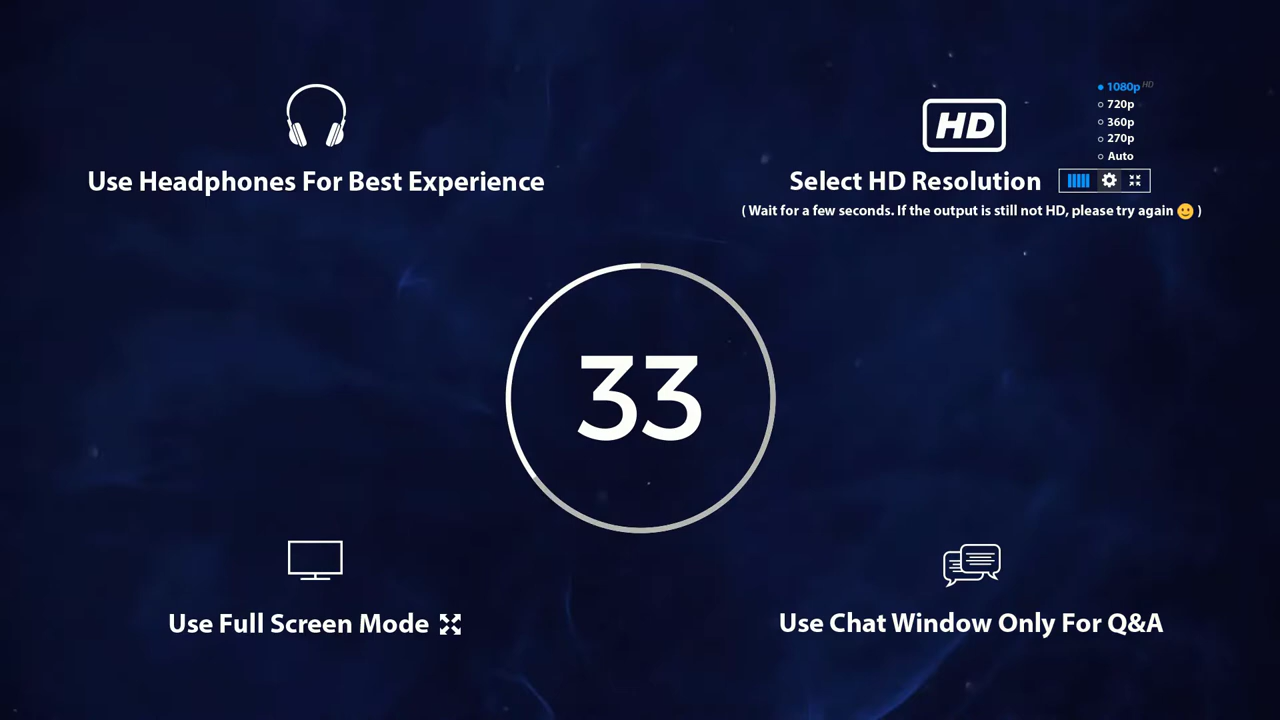 Use Headphones For Best Experience
HD
1080p HD
720p
360p
270p
Auto
Select HD Resolution
( Wait for a few seconds. If the output is still not HD, please try again 🙂 )
33
Use Full Screen Mode
Use Chat Window Only For Q&A